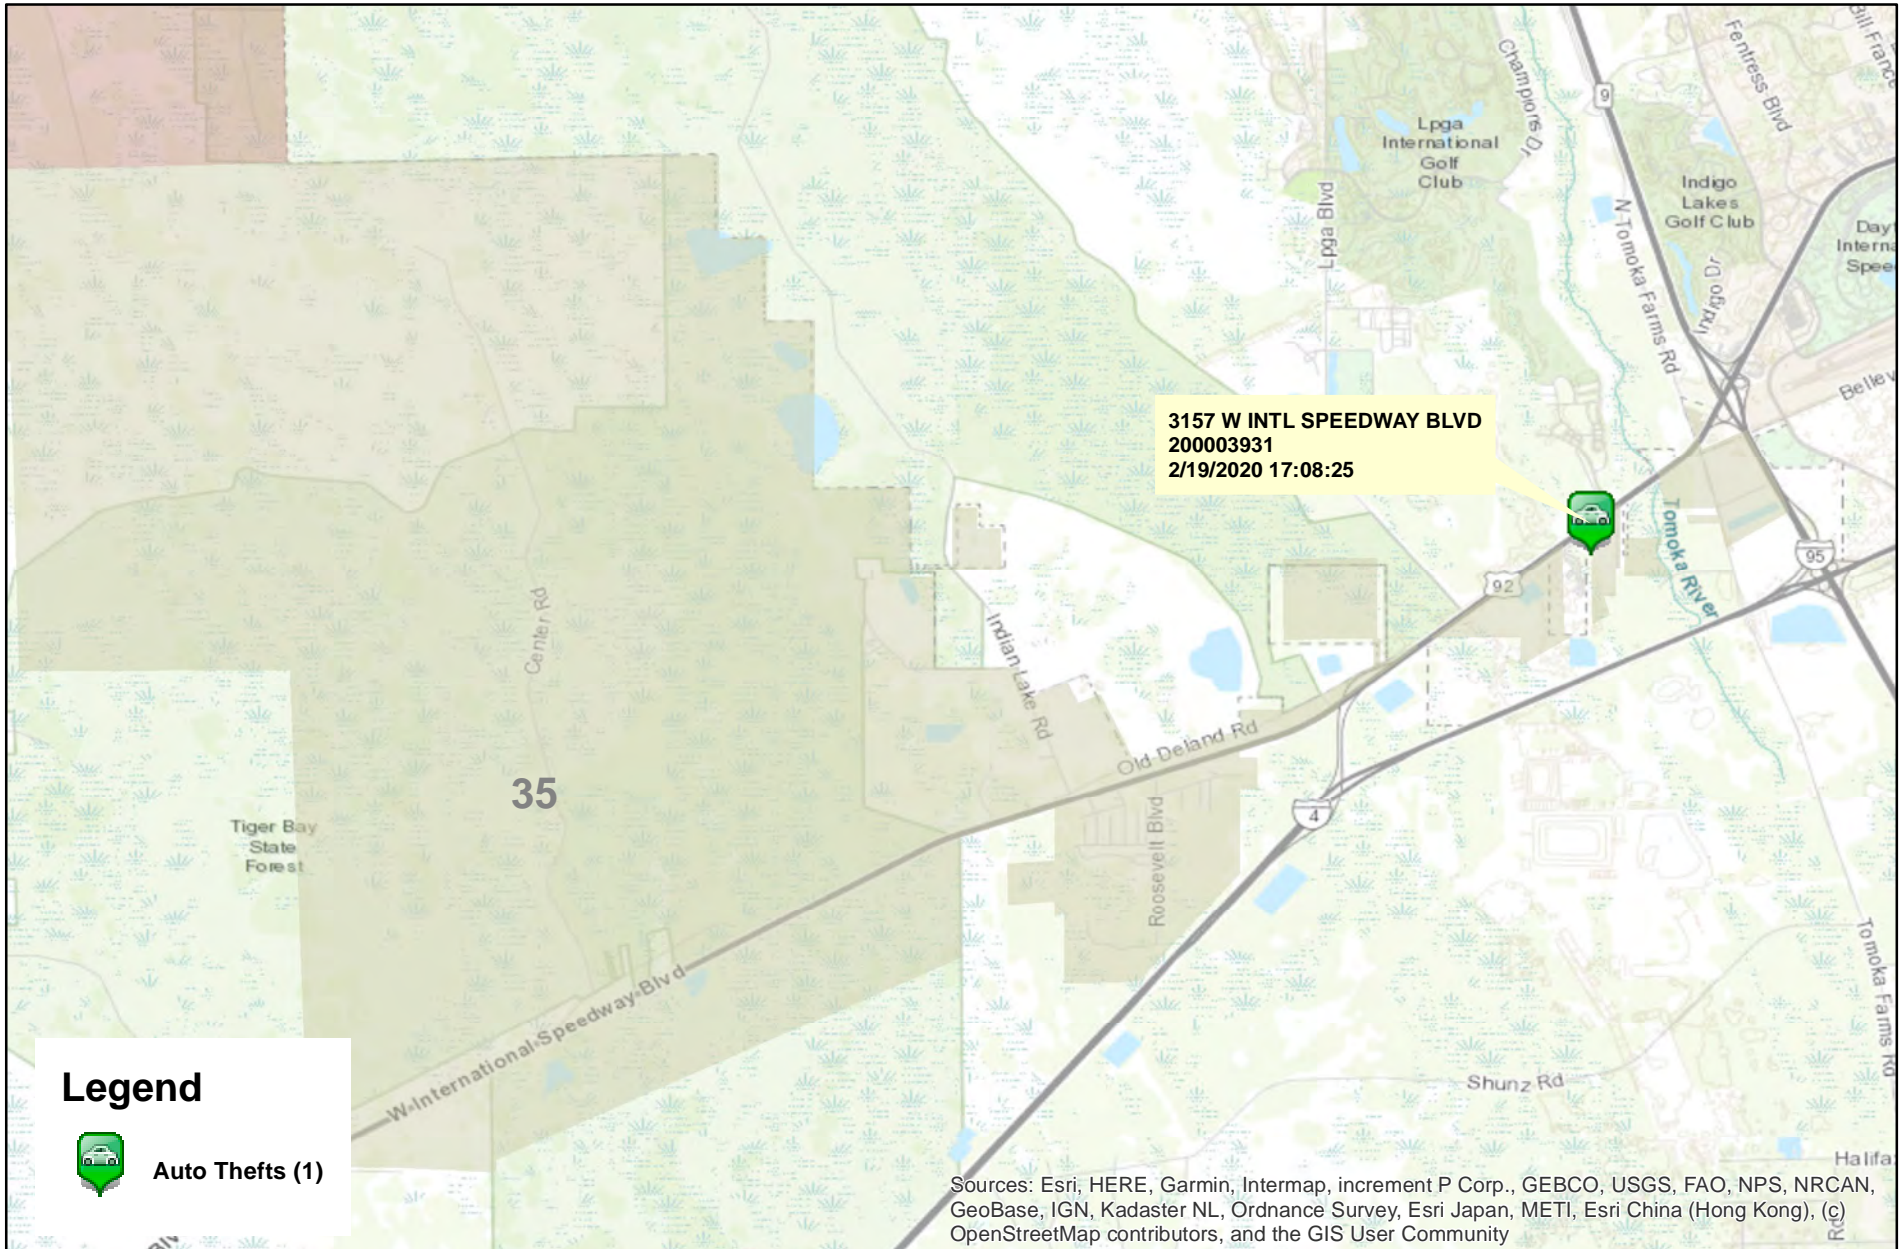 Champions Dr
9
Fentress Blvd
Lpga
International
Golf
Club
Indigo
Lakes
Golf Club
Lpga Blvd
N Tomoka Farms Rd
Indigo Dr
3157 W INTL SPEEDWAY BLVD
200003931
2/19/2020 17:08:25
92
Tomoka River
95
Center Rd
Indian Lake Rd
Old Deland Rd
35
Tiger Bay
State
Forest
Roosevelt Blvd
4
W International Speedway Blvd
Tomoka Farms Rd
Shunz Rd
Legend
Auto Thefts (1)
Sources: Esri, HERE, Garmin, Intermap, increment P Corp., GEBCO, USGS, FAO, NPS, NRCAN,
GeoBase, IGN, Kadaster NL, Ordnance Survey, Esri Japan, METI, Esri China (Hong Kong), (c)
OpenStreetMap contributors, and the GIS User Community
Rd